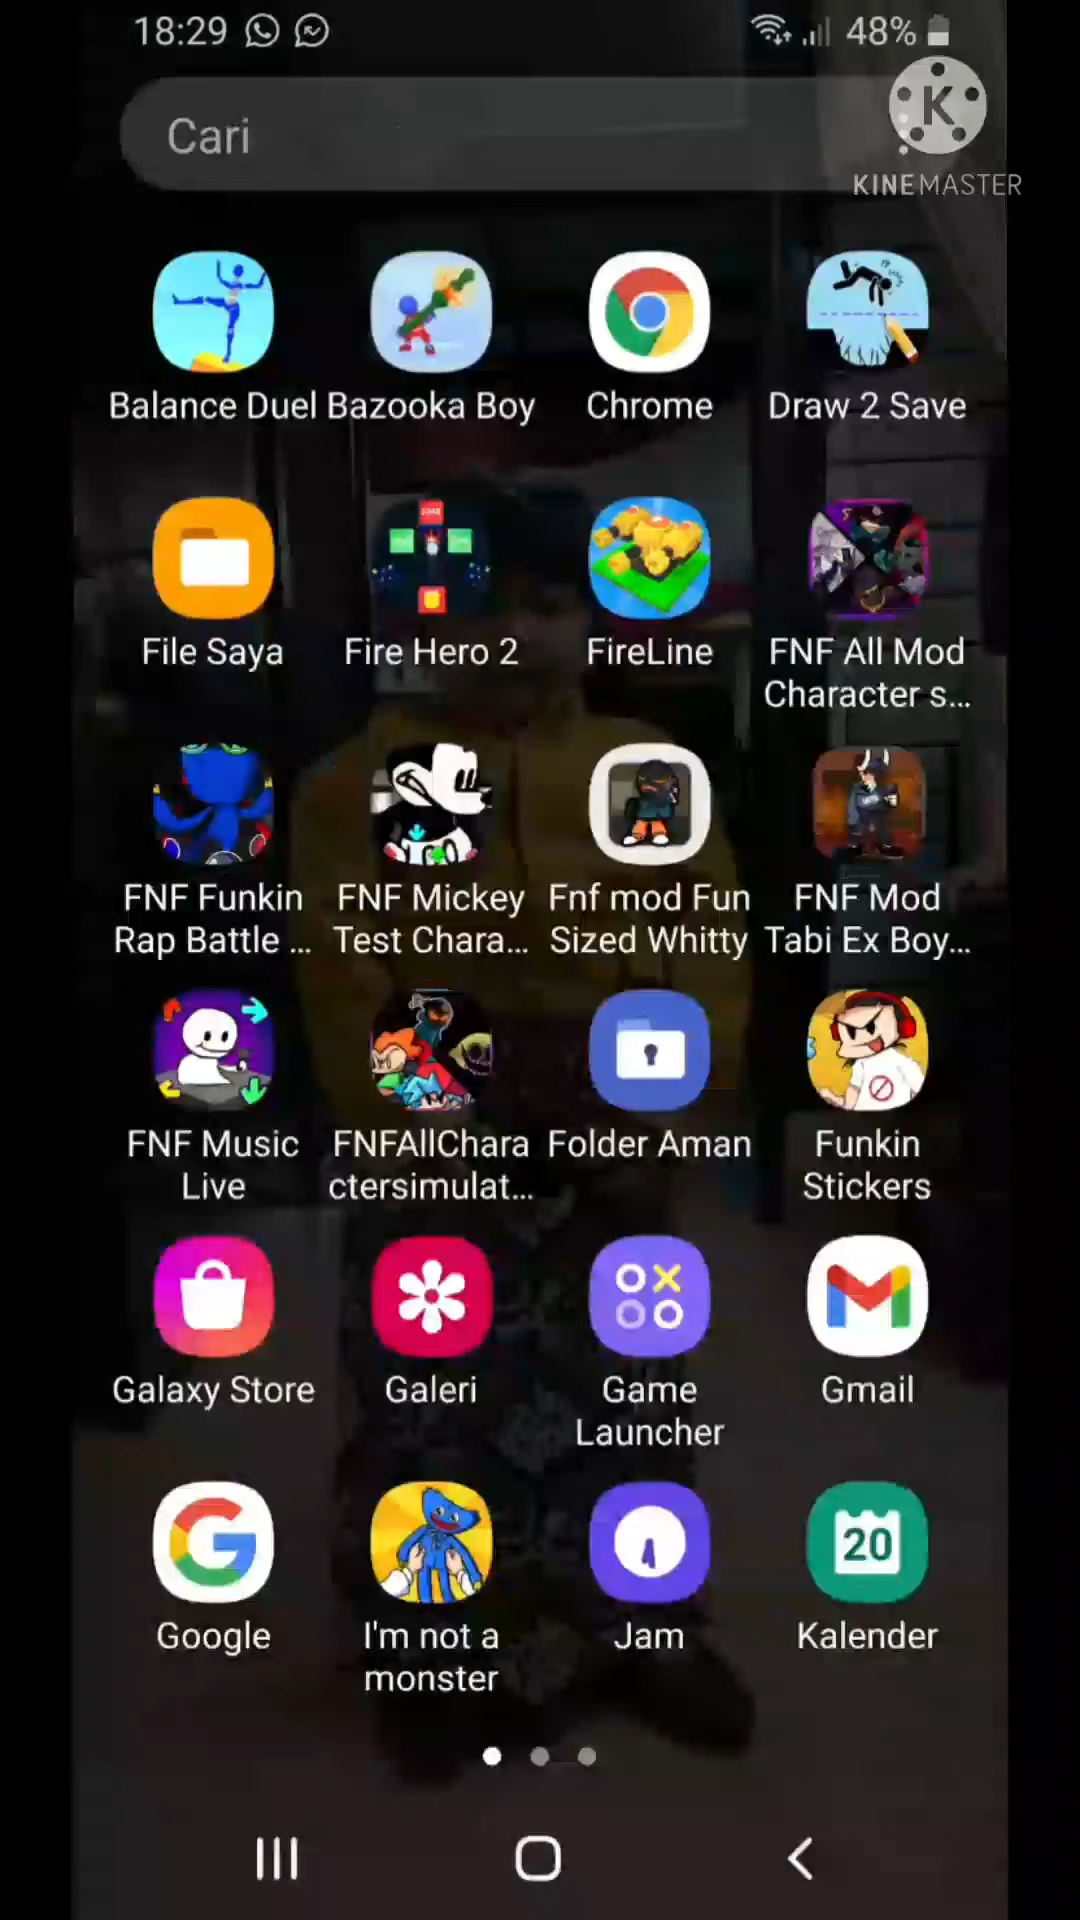 18:29
48%
Cari
KINEMASTER
Balance Duel
Bazooka Boy
Chrome
Draw 2 Save
File Saya
Fire Hero 2
FireLine
FNF All Mod
Character s...
FNF Funkin
Rap Battle ...
FNF Mickey
Test Chara...
Fnf mod Fun
Sized Whitty
FNF Mod
Tabi Ex Boy...
FNF Music
Live
FNFAllChara
ctersimulat...
Folder Aman
Funkin
Stickers
Galaxy Store
Galeri
Game
Launcher
Gmail
Google
I'm not a
monster
Jam
20
Kalender